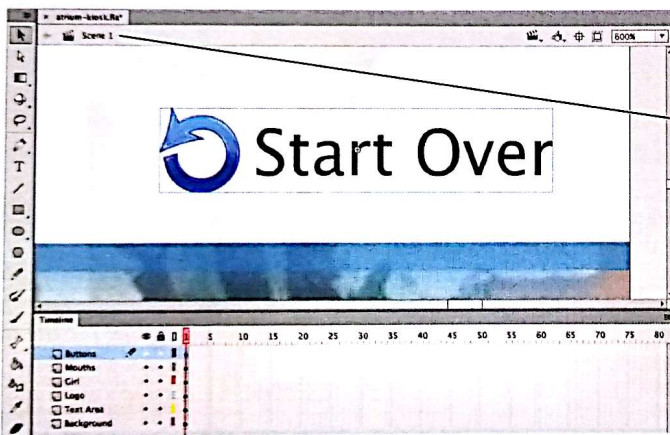 × atrium-kiosk.fla*
Scene 1
800%
Start Over
Timeline
1 5 10 15 20 25 30 35 40 45 50 55 60 65 70 75 80
Buttons
Mouths
Girl
Logo
Text Area
Background